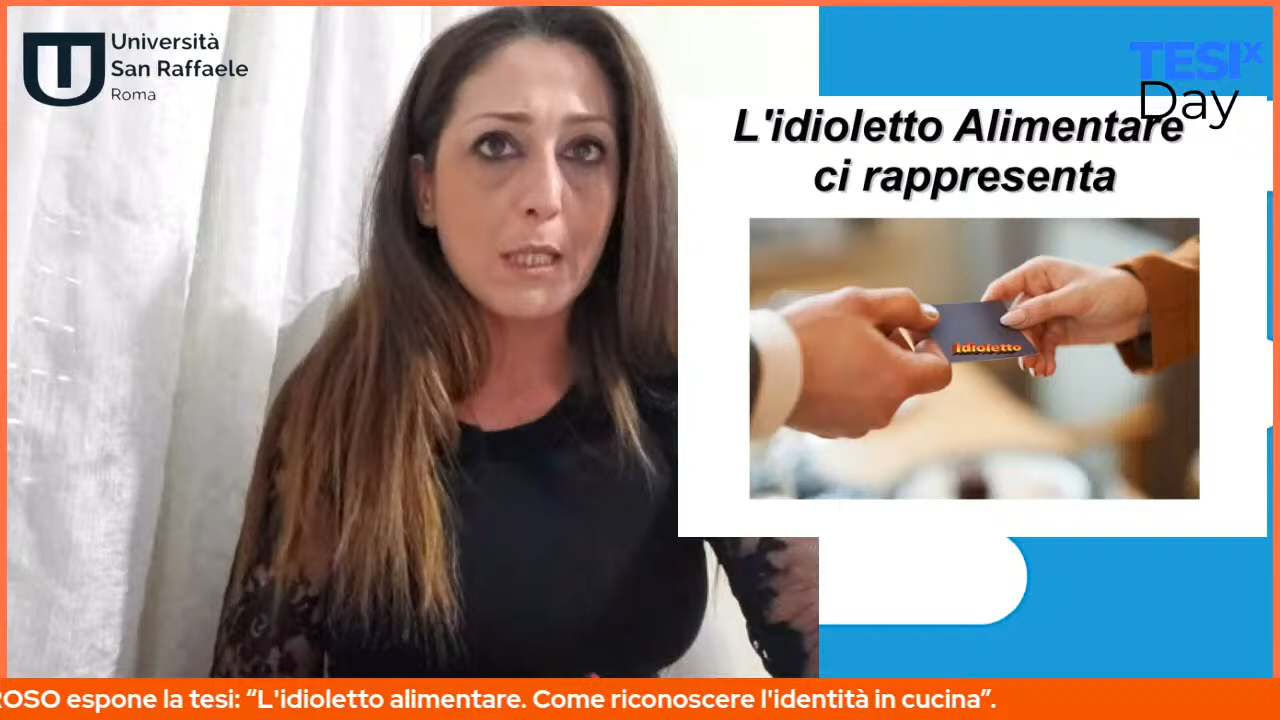 Università
San Raffaele
Roma
TESIX
Day
L'idioletto Alimentare
ci rappresenta
Idioletto
ROSO espone la tesi: “L'idioletto alimentare. Come riconoscere l'identità in cucina”.